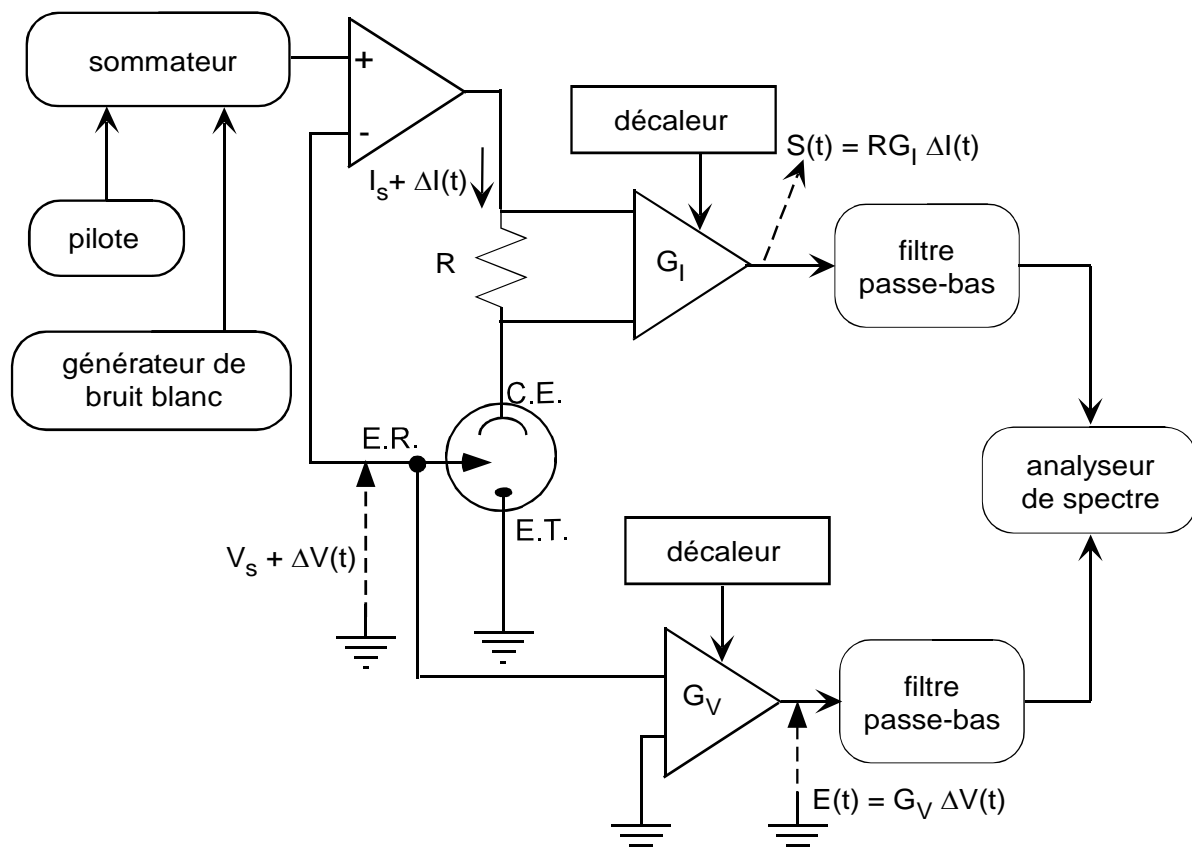 sommateur
+
-
pilote
générateur de
bruit blanc
I_s + ΔI(t)
R
décaleur
S(t) = RG_I ΔI(t)
G_I
filtre
passe-bas
C.E.
E.R.
E.T.
V_s + ΔV(t)
analyseur
de spectre
décaleur
G_V
filtre
passe-bas
E(t) = G_V ΔV(t)